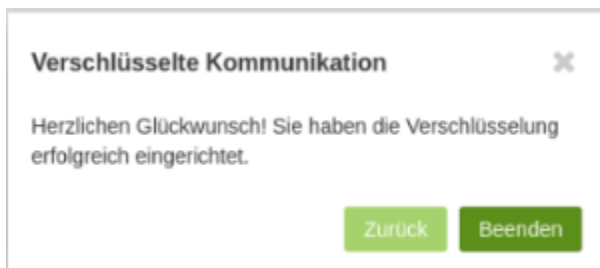 Verschlüsselte Kommunikation
Herzlichen Glückwunsch! Sie haben die Verschlüsselung
erfolgreich eingerichtet.
Zurück Beenden